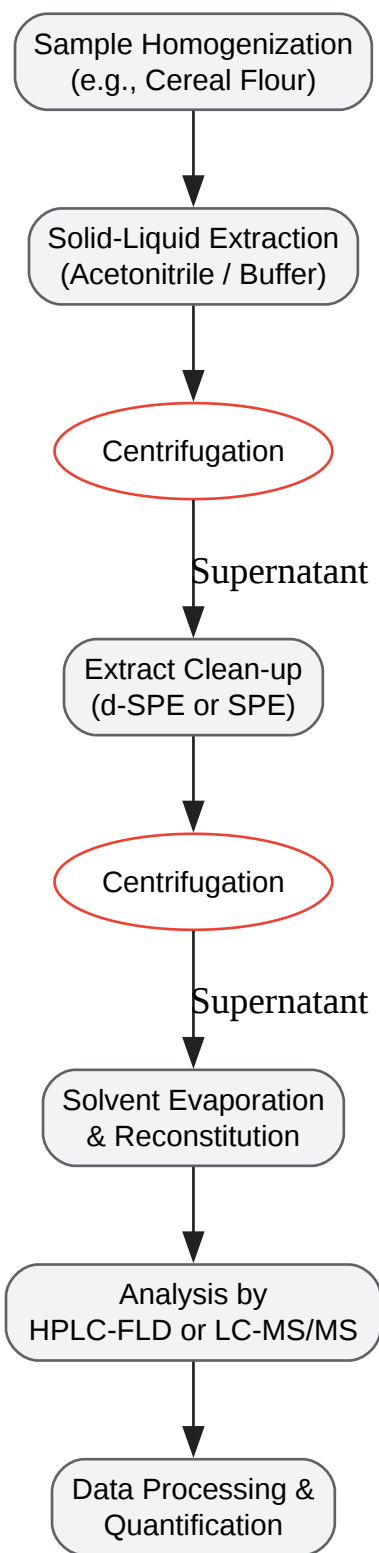 Sample Homogenization
(e.g., Cereal Flour)
Solid-Liquid Extraction
(Acetonitrile / Buffer)
Centrifugation
Supernatant
Extract Clean-up
(d-SPE or SPE)
Centrifugation
Supernatant
Solvent Evaporation
& Reconstitution
Analysis by
HPLC-FLD or LC-MS/MS
Data Processing &
Quantification